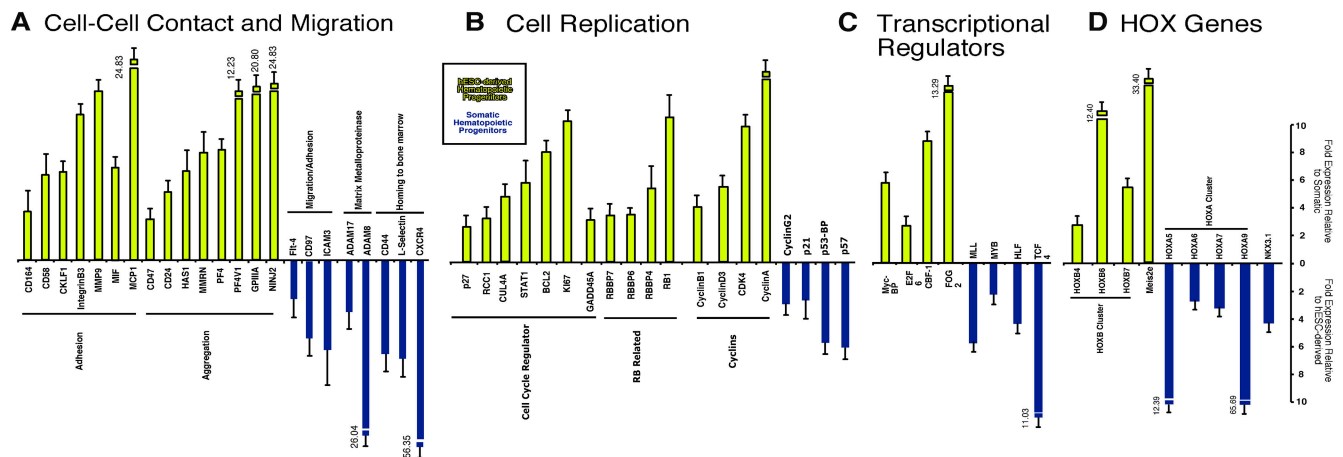 A Cell-Cell Contact and Migration
24.83
12.23
20.80
24.83
Migration/Adhesion
Matrix Metalloproteinase
Homing to bone marrow
Flt-4
CD97
ICAM3
ADAM17
ADAM8
CD44
L-Selectin
CXCR4
CD164
CD58
CKLF1
IntegrinB3
MMP9
MIF
MCP1
CD47
CD24
HAS1
MMRN
PF4
PF4V1
GPIIIA
NINJ2
Adhesion
Aggregation
26.04
56.35
B Cell Replication
hESC-derived
Hematopoietic
Progenitors
Somatic
Hematopoietic
Progenitors
CyclinG2
p21
p53-BP
p57
p27
RCC1
CUL4A
STAT1
BCL2
KI67
GADD45A
RBBP7
RBBP6
RBBP4
RB1
CyclinB1
CyclinD3
CDK4
CyclinA
Cell Cycle Regulator
RB Related
Cyclins
C Transcriptional
Regulators
13.29
MLL
MYB
HLF
TCF
4
Myc-
BP
E2F
6
CBF-1
FOG
2
11.03
D HOX Genes
12.40
33.40
HOXA Cluster
HOXA5
HOXA6
HOXA7
HOXA9
NKX3.1
HOXB4
HOXB6
HOXB7
Meis2e
HOXB Cluster
12.39
65.69
10
8
6
4
2
0
2
4
6
8
10
Fold Expression Relative
to Somatic
Fold Expression Relative
to hESC-derived